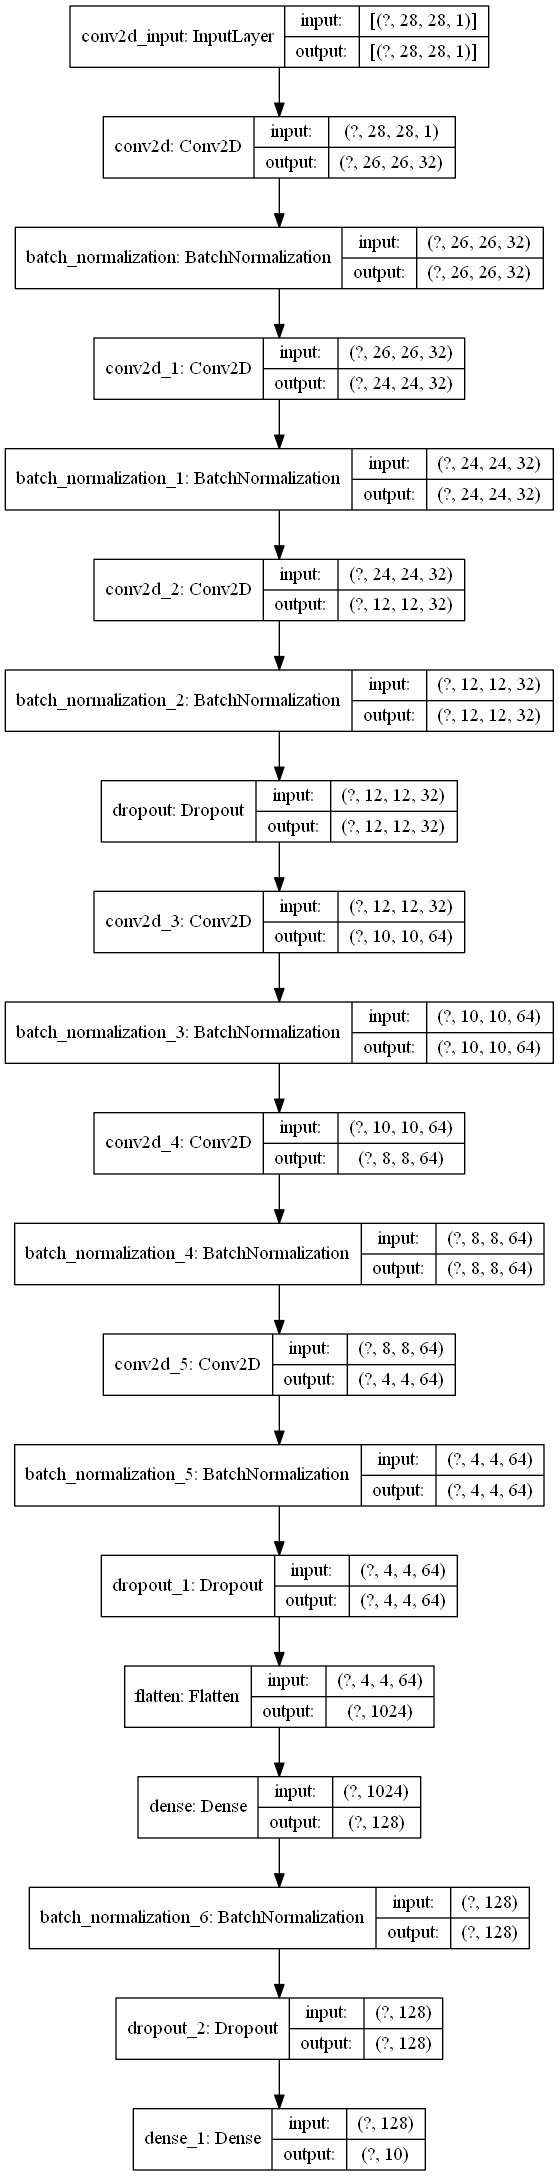 conv2d_input: InputLayer input: [(?, 28, 28, 1)]
output: [(?, 28, 28, 1)]
conv2d: Conv2D input: (?, 28, 28, 1)
output: (?, 26, 26, 32)
batch_normalization: BatchNormalization input: (?, 26, 26, 32)
output: (?, 26, 26, 32)
conv2d_1: Conv2D input: (?, 26, 26, 32)
output: (?, 24, 24, 32)
batch_normalization_1: BatchNormalization input: (?, 24, 24, 32)
output: (?, 24, 24, 32)
conv2d_2: Conv2D input: (?, 24, 24, 32)
output: (?, 12, 12, 32)
batch_normalization_2: BatchNormalization input: (?, 12, 12, 32)
output: (?, 12, 12, 32)
dropout: Dropout input: (?, 12, 12, 32)
output: (?, 12, 12, 32)
conv2d_3: Conv2D input: (?, 12, 12, 32)
output: (?, 10, 10, 64)
batch_normalization_3: BatchNormalization input: (?, 10, 10, 64)
output: (?, 10, 10, 64)
conv2d_4: Conv2D input: (?, 10, 10, 64)
output: (?, 8, 8, 64)
batch_normalization_4: BatchNormalization input: (?, 8, 8, 64)
output: (?, 8, 8, 64)
conv2d_5: Conv2D input: (?, 8, 8, 64)
output: (?, 4, 4, 64)
batch_normalization_5: BatchNormalization input: (?, 4, 4, 64)
output: (?, 4, 4, 64)
dropout_1: Dropout input: (?, 4, 4, 64)
output: (?, 4, 4, 64)
flatten: Flatten input: (?, 4, 4, 64)
output: (?, 1024)
dense: Dense input: (?, 1024)
output: (?, 128)
batch_normalization_6: BatchNormalization input: (?, 128)
output: (?, 128)
dropout_2: Dropout input: (?, 128)
output: (?, 128)
dense_1: Dense input: (?, 128)
output: (?, 10)